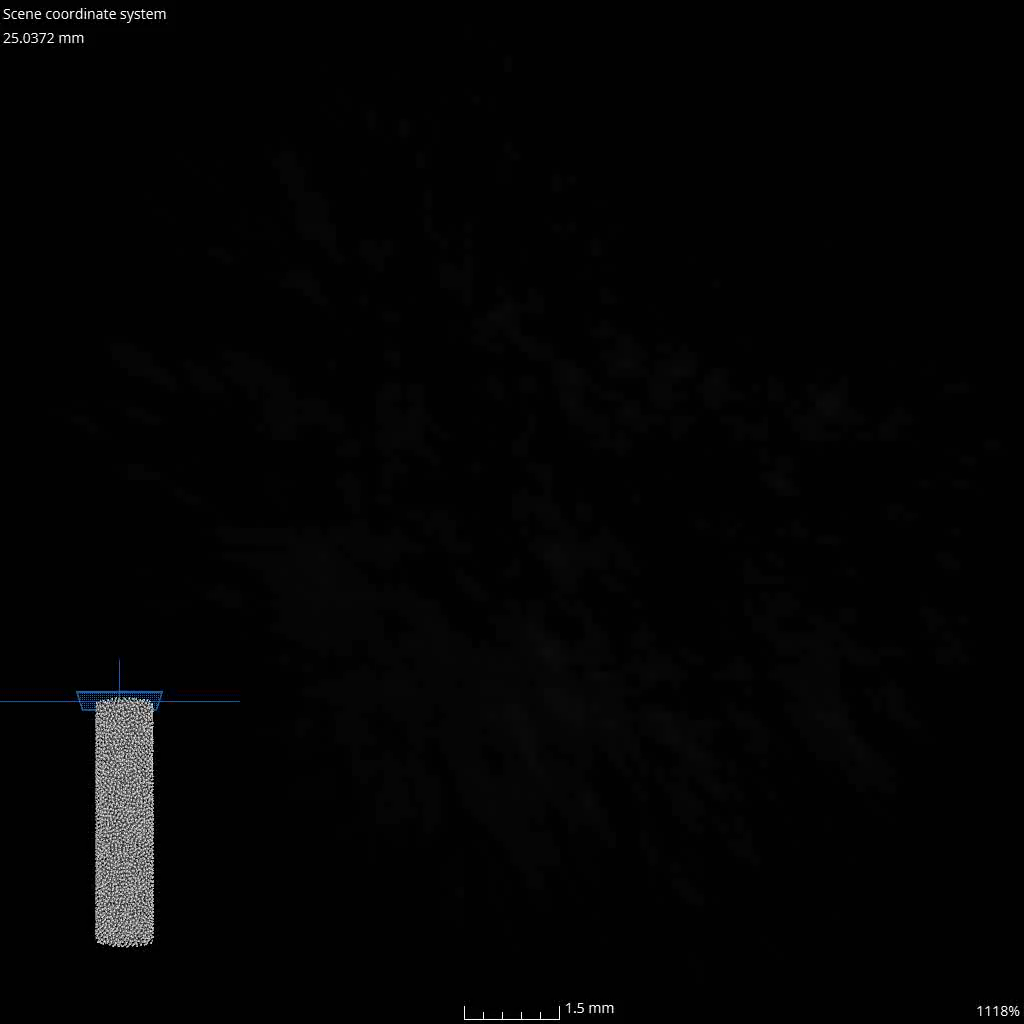 Scene coordinate system
25.0372 mm
1.5 mm
1118%